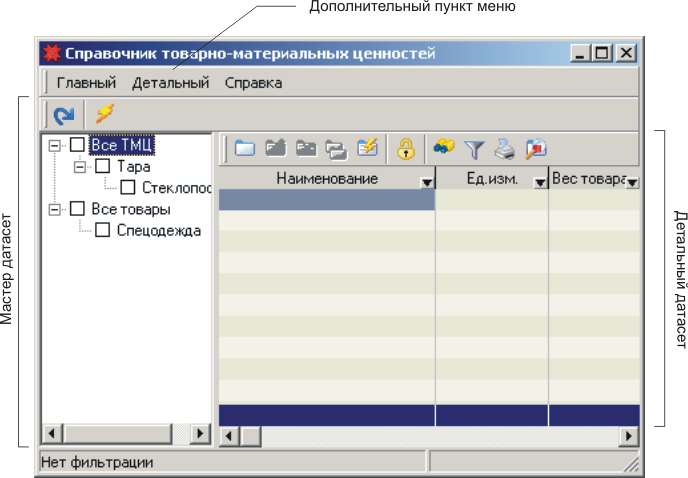 Дополнительный пункт меню
Справочник товарно-материальных ценностей
Главный Детальный Справка
Все ТМЦ
Тара
Стеклопос
Все товары
Спецодежда
Наименование Ед.изм. Вес товара
Мастер датасет
Детальный датасет
Нет фильтрации